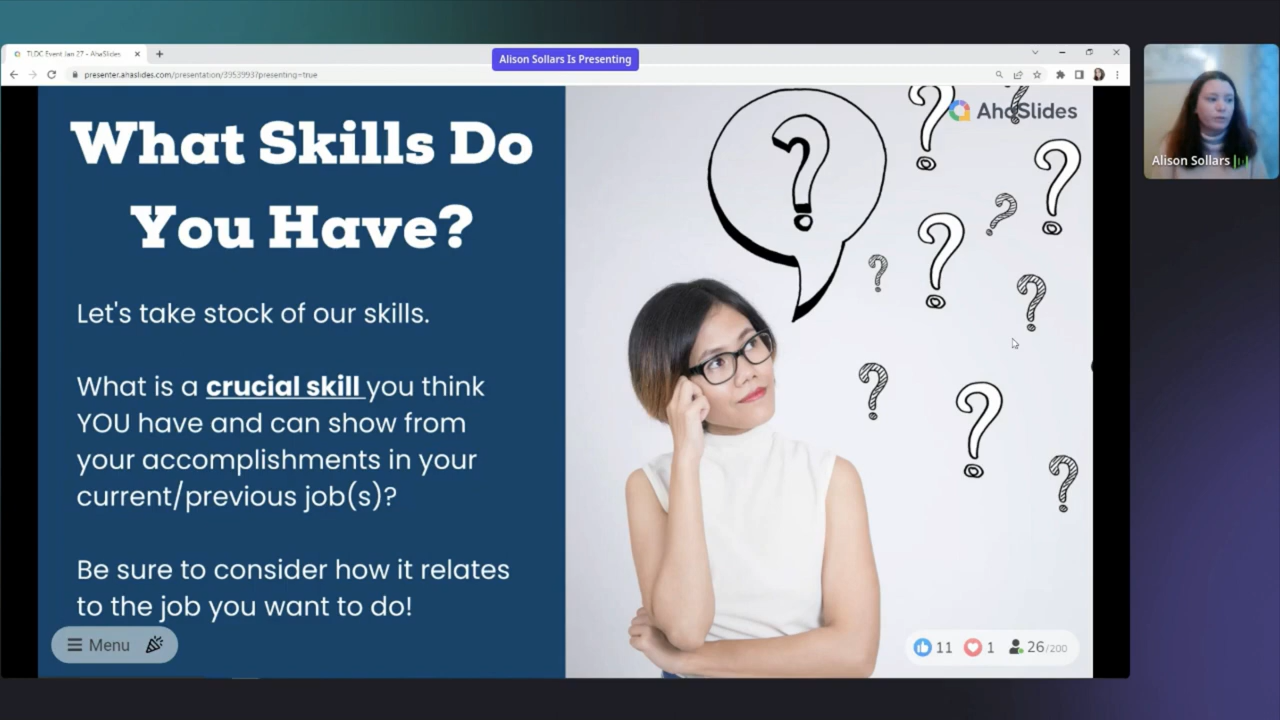 TLDC Event Jan 27 - AhaSlides
Alison Sollars Is Presenting
presenter.ahaslides.com/presentation/3953993?presenting=true
What Skills Do
You Have?
AhaSlides
?
Let's take stock of our skills.
What is a crucial skill you think
YOU have and can show from
your accomplishments in your
current/previous job(s)?
Be sure to consider how it relates
to the job you want to do!
Menu
11
1
26/200
Alison Sollars